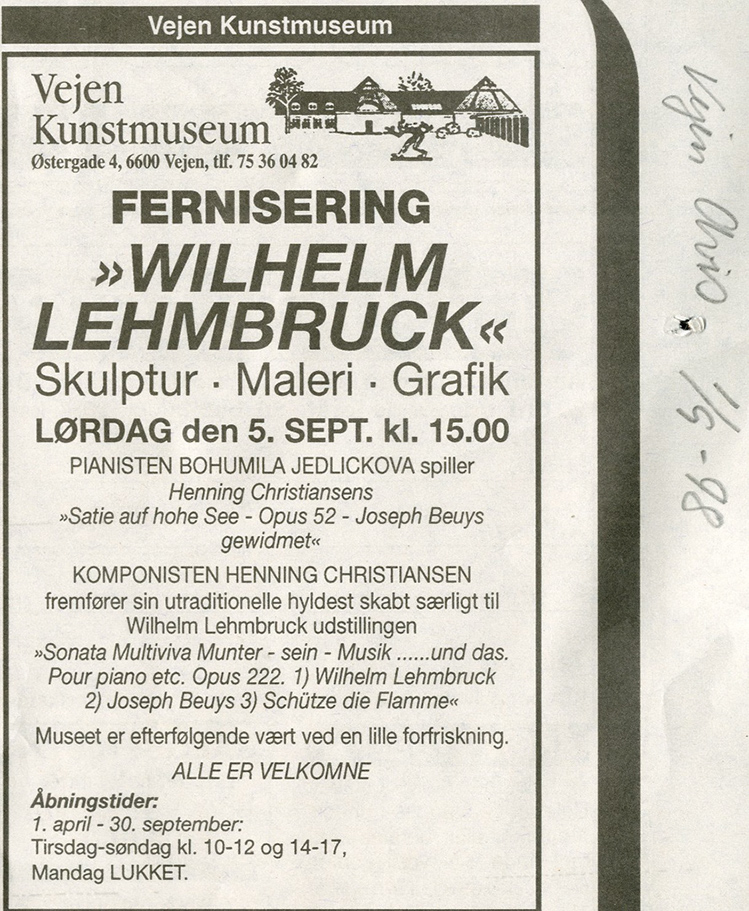 Vejen Kunstmuseum
Vejen
Kunstmuseum
Østergade 4, 6600 Vejen, tlf. 75 36 04 82
FERNISERING
»WILHELM
LEHMBRUCK«
Skulptur · Maleri · Grafik
LØRDAG den 5. SEPT. kl. 15.00
PIANISTEN BOHUMILA JEDLICKOVA spiller
Henning Christiansens
»Satie auf hohe See - Opus 52 - Joseph Beuys
gewidmet«
KOMPONISTEN HENNING CHRISTIANSEN
fremfører sin utraditionelle hyldest skabt særligt til
Wilhelm Lehmbruck udstillingen
»Sonata Multiviva Munter - sein - Musik ......und das.
Pour piano etc. Opus 222. 1) Wilhelm Lehmbruck
2) Joseph Beuys 3) Schütze die Flamme«
Museet er efterfølgende vært ved en lille forfriskning.
ALLE ER VELKOMNE
Åbningstider:
1. april - 30. september:
Tirsdag-søndag kl. 10-12 og 14-17,
Mandag LUKKET.
Vejen Avis 1/9-98